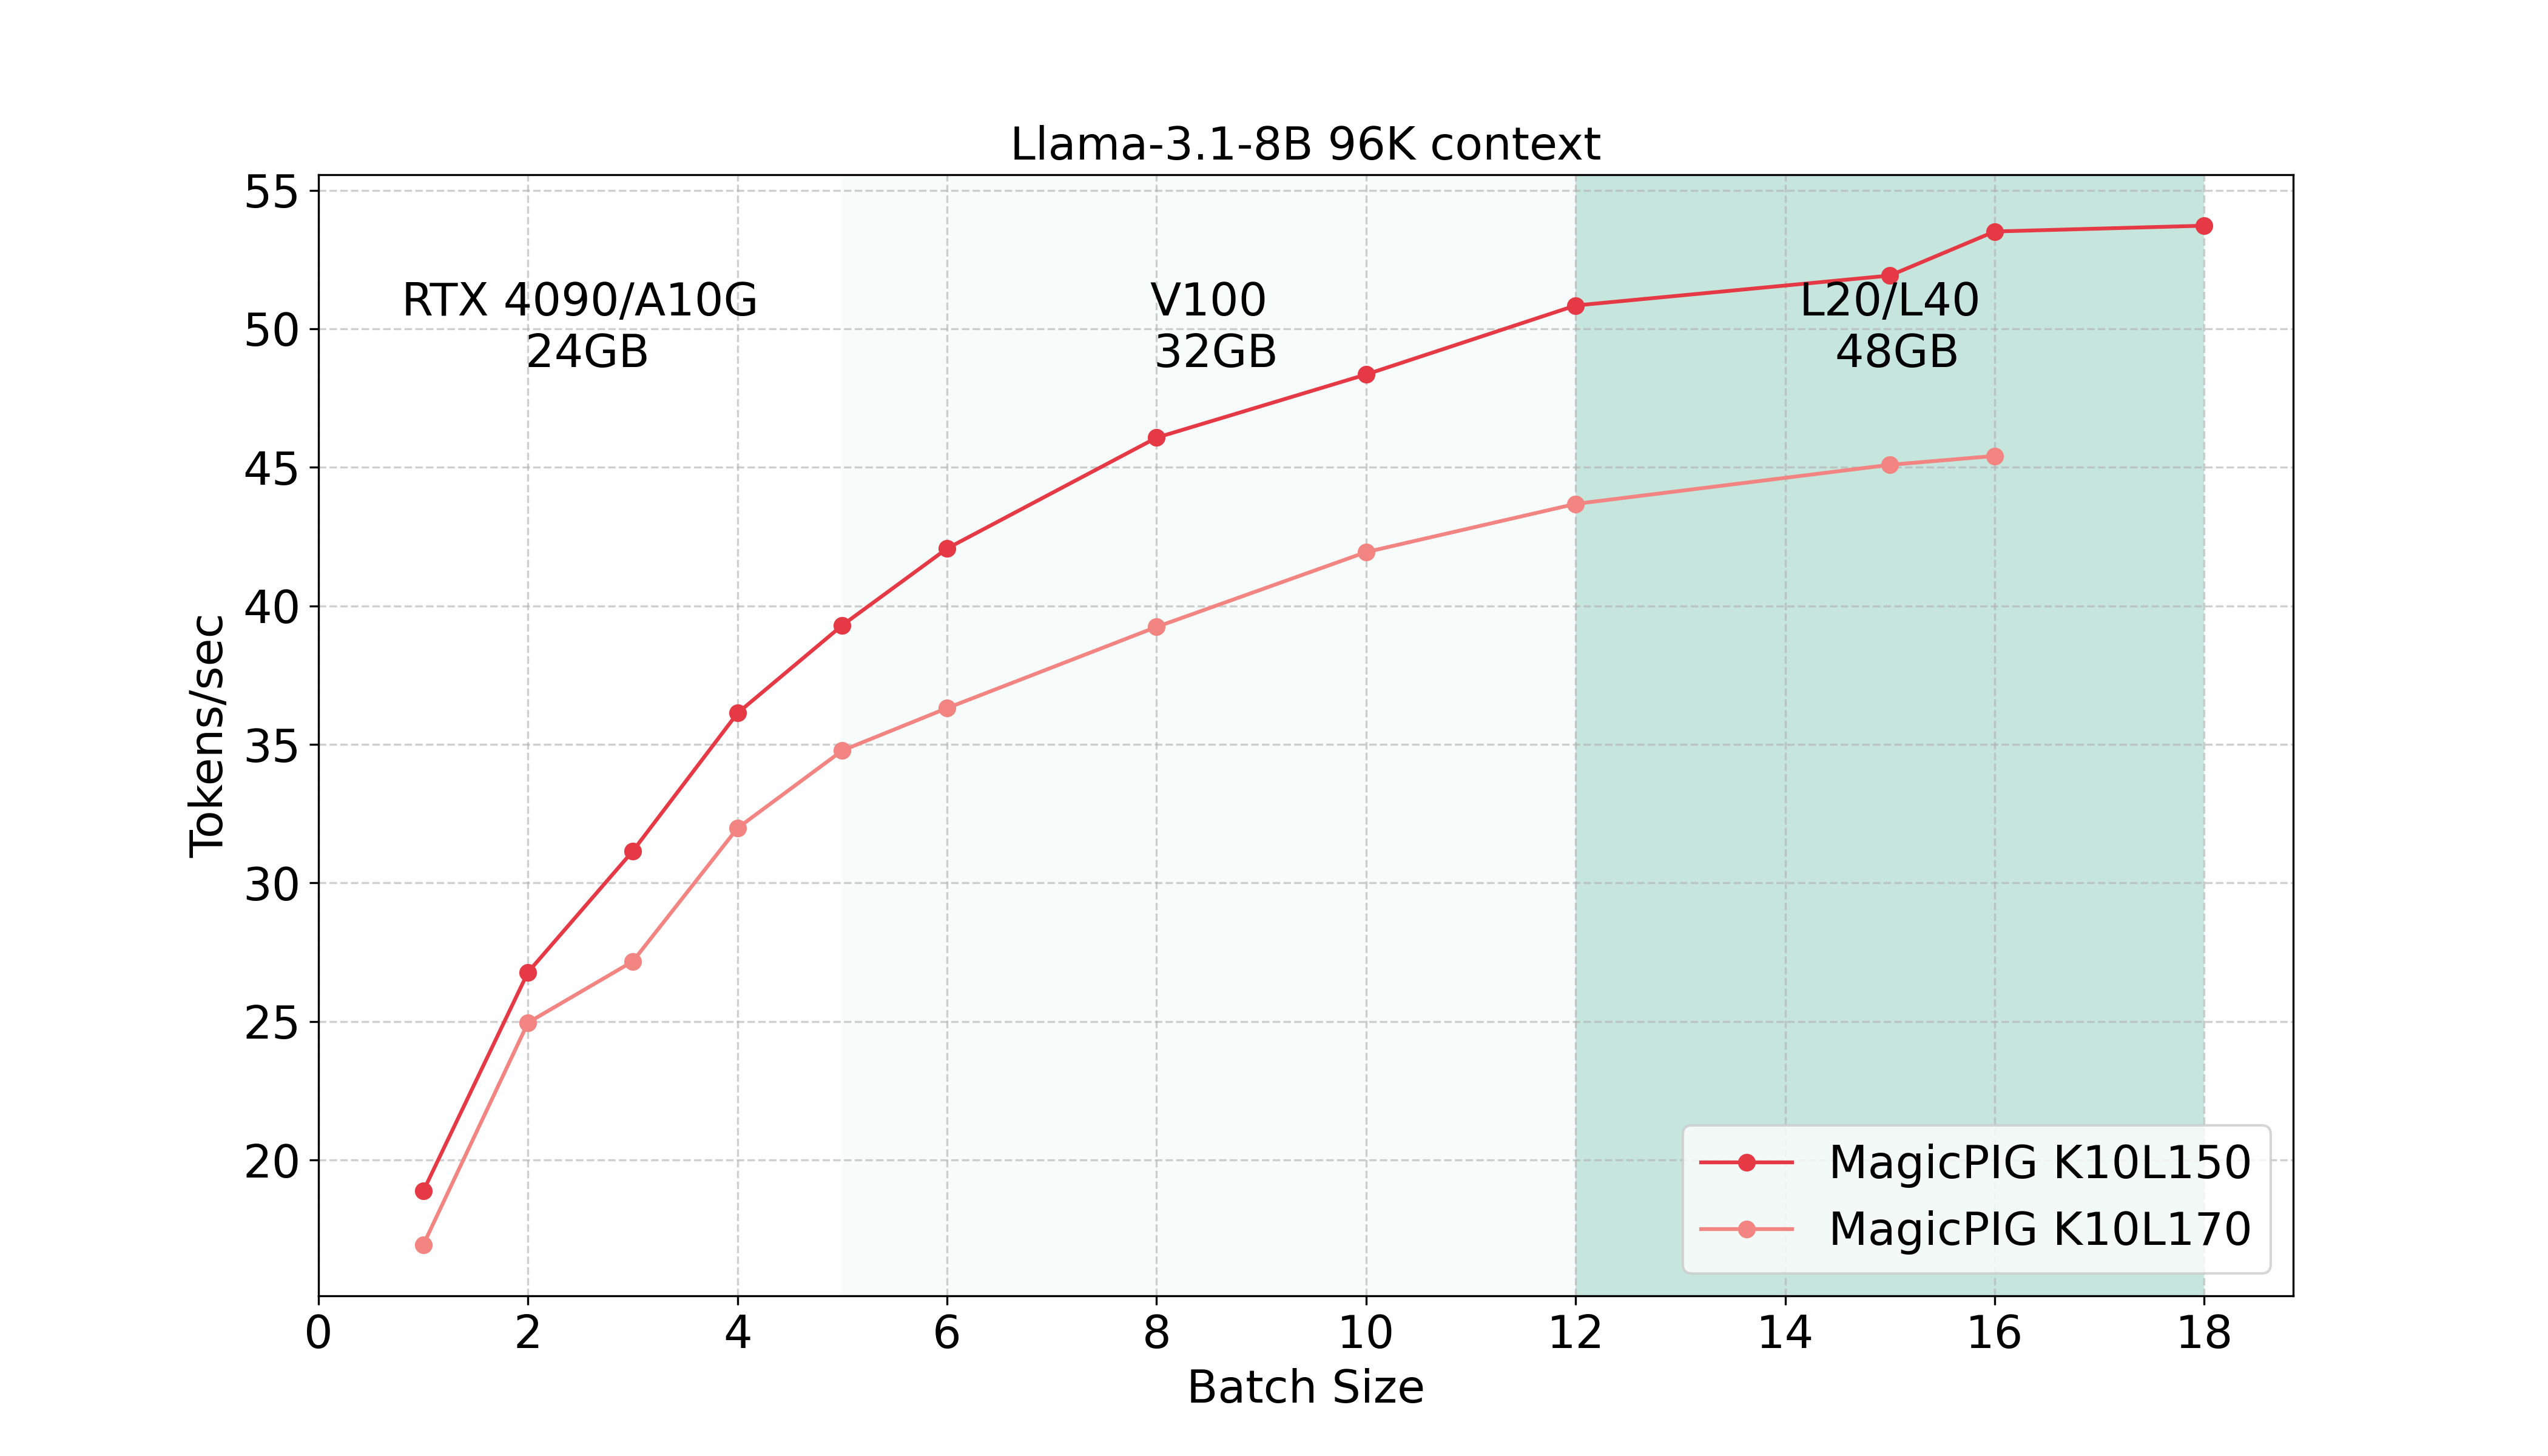 Llama-3.1-8B 96K context
55
50
45
40
35
30
25
20
Tokens/sec
RTX 4090/A10G
24GB
V100
32GB
L20/L40
48GB
MagicPIG K10L150
MagicPIG K10L170
0 2 4 6 8 10 12 14 16 18
Batch Size